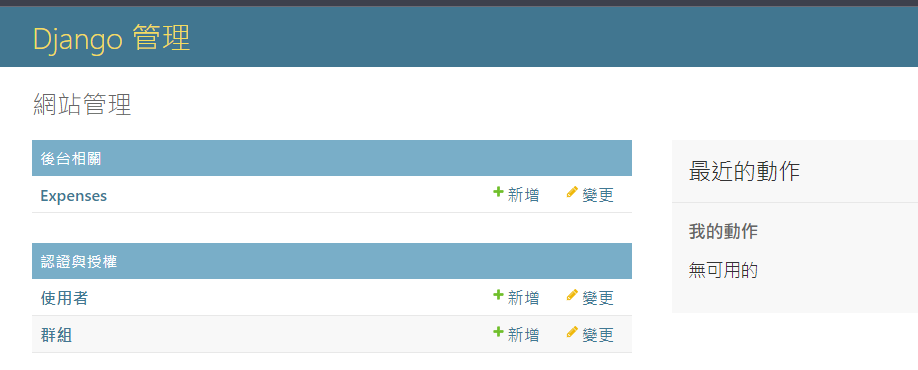 Django 管理
網站管理
後台相關
Expenses 新增 變更
認證與授權
使用者 新增 變更
群組 新增 變更
最近的動作
我的動作
無可用的